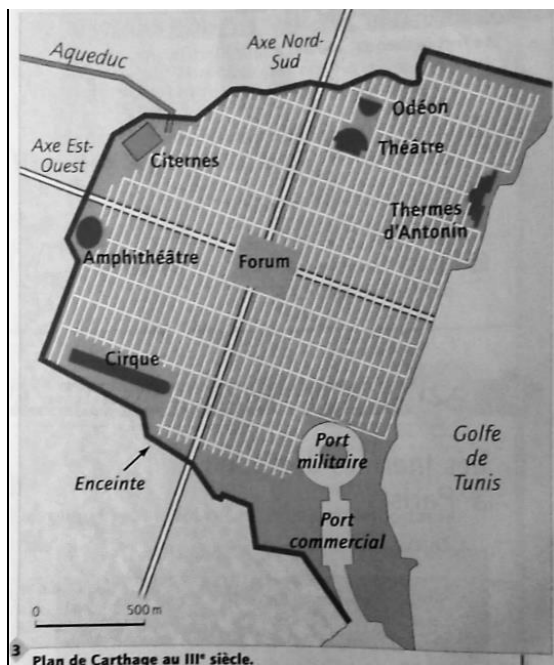 Aqueduc
Axe Nord-
Sud
Odéon
Théâtre
Axe Est-
Ouest
Citernes
Thermes
d'Antonin
Amphithéâtre
Forum
Cirque
Port
militaire
Golfe
de
Tunis
Enceinte
Port
commercial
0 500 m
3 Plan de Carthage au IIIe siècle.